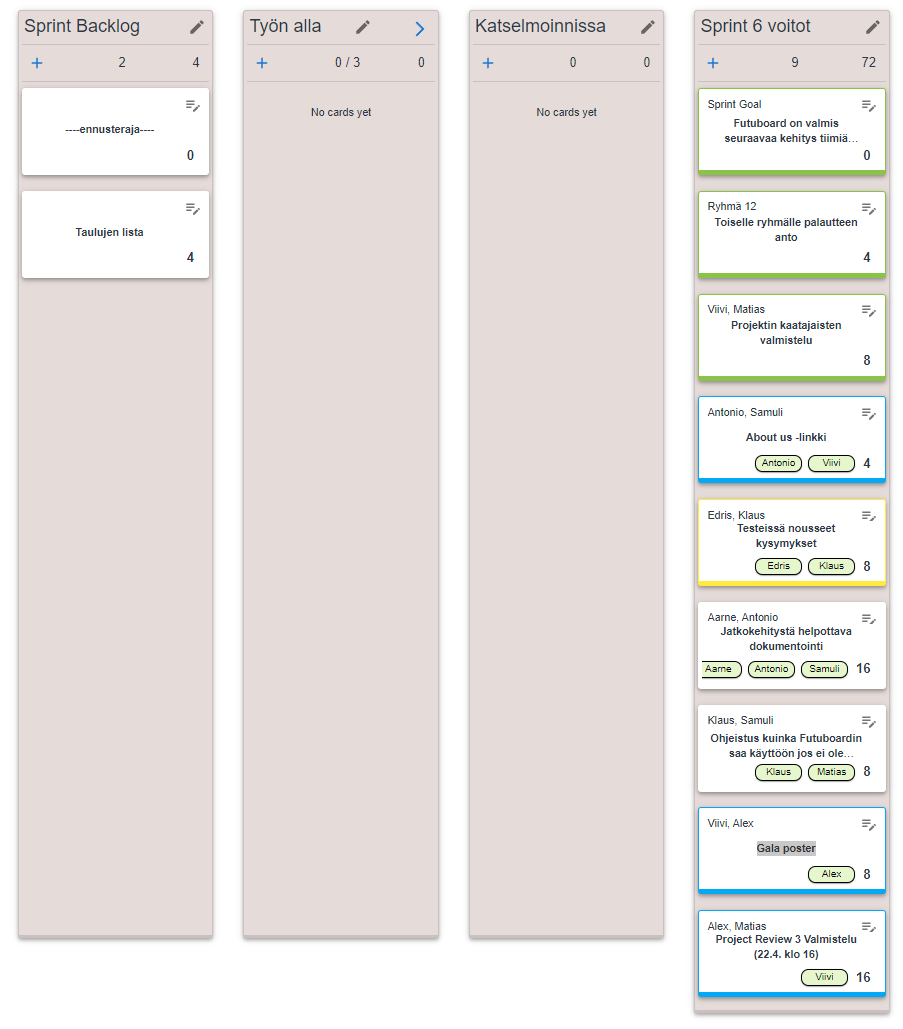 Sprint Backlog
2 4
----ennusteraja----
0
Taulujen lista
4
Työn alla
0 / 3 0
No cards yet
Katselmoinnissa
0 0
No cards yet
Sprint 6 voitot
9 72
Sprint Goal
Futuboard on valmis
seuraavaa kehitys tiimiä...
0
Ryhmä 12
Toiselle ryhmälle palautteen
anto
4
Viivi, Matias
Projektin kaatajaisten
valmistelu
8
Antonio, Samuli
About us -linkki
Antonio Viivi 4
Edris, Klaus
Testeissä nousseet
kysymykset
Edris Klaus 8
Aarne, Antonio
Jatkokehitystä helpottava
dokumentointi
Aarne Antonio Samuli 16
Klaus, Samuli
Ohjeistus kuinka Futuboardin
saa käyttöön jos ei ole...
Klaus Matias 8
Viivi, Alex
Gala poster
Alex 8
Alex, Matias
Project Review 3 Valmistelu
(22.4. klo 16)
Viivi 16